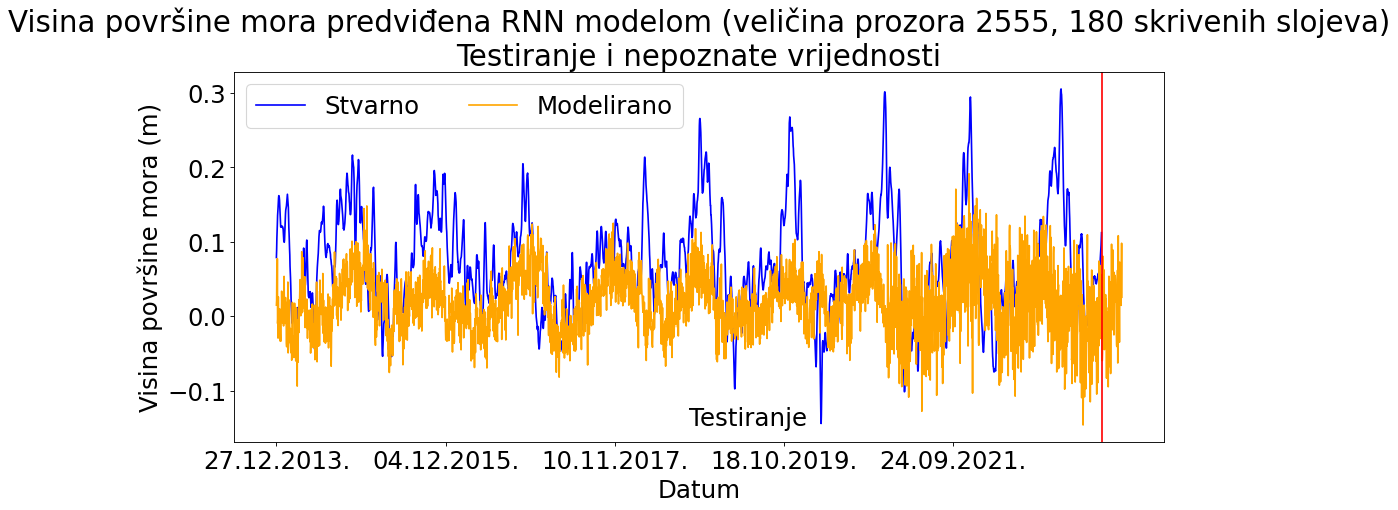 Visina površine mora predviđena RNN modelom (veličina prozora 2555, 180 skrivenih slojeva)
Testiranje i nepoznate vrijednosti
Stvarno
Modelirano
Visina površine mora (m)
0.3
0.2
0.1
0.0
−0.1
Testiranje
27.12.2013.
04.12.2015.
10.11.2017.
18.10.2019.
24.09.2021.
Datum